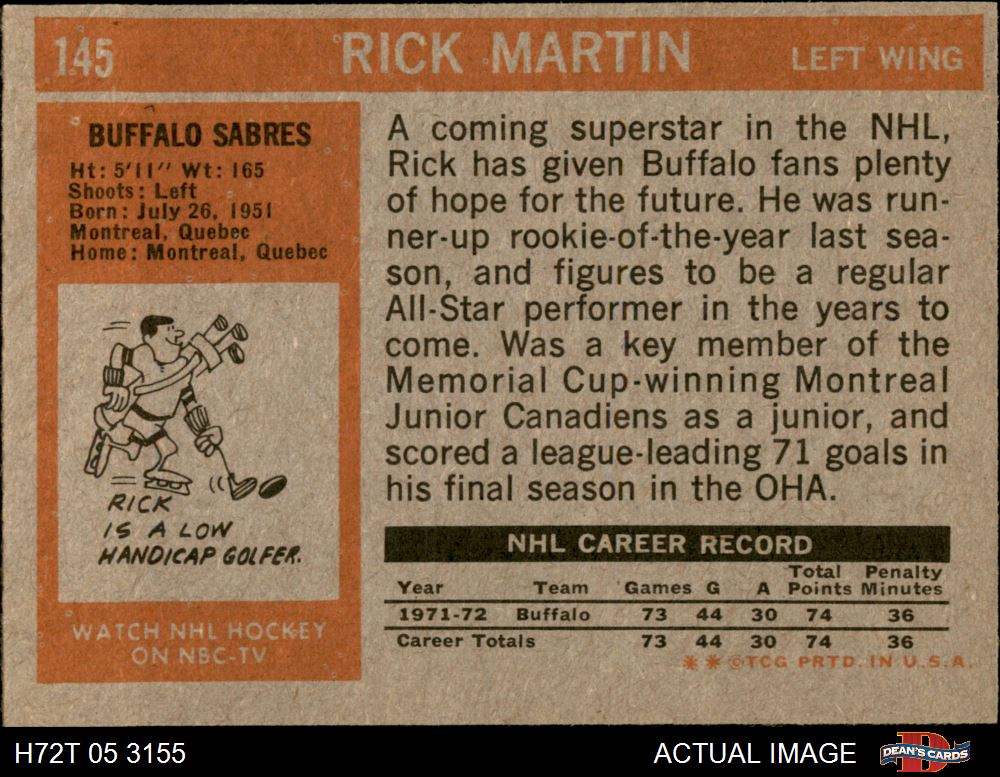 145 RICK MARTIN LEFT WING
BUFFALO SABRES
Ht: 5'11" Wt: 165
Shoots: Left
Born: July 26, 1951
Montreal, Quebec
Home: Montreal, Quebec
RICK
IS A LOW
HANDICAP GOLFER.
WATCH NHL HOCKEY
ON NBC-TV
A coming superstar in the NHL,
Rick has given Buffalo fans plenty
of hope for the future. He was run-
ner-up rookie-of-the-year last sea-
son, and figures to be a regular
All-Star performer in the years to
come. Was a key member of the
Memorial Cup-winning Montreal
Junior Canadiens as a junior, and
scored a league-leading 71 goals in
his final season in the OHA.
NHL CAREER RECORD
Year Team Games G A Total Points Penalty Minutes
1971-72 Buffalo 73 44 30 74 36
Career Totals 73 44 30 74 36
✱ ✱ ©TCG PRTD. IN U.S.A.
H72T 05 3155 ACTUAL IMAGE DEAN'S CARDS